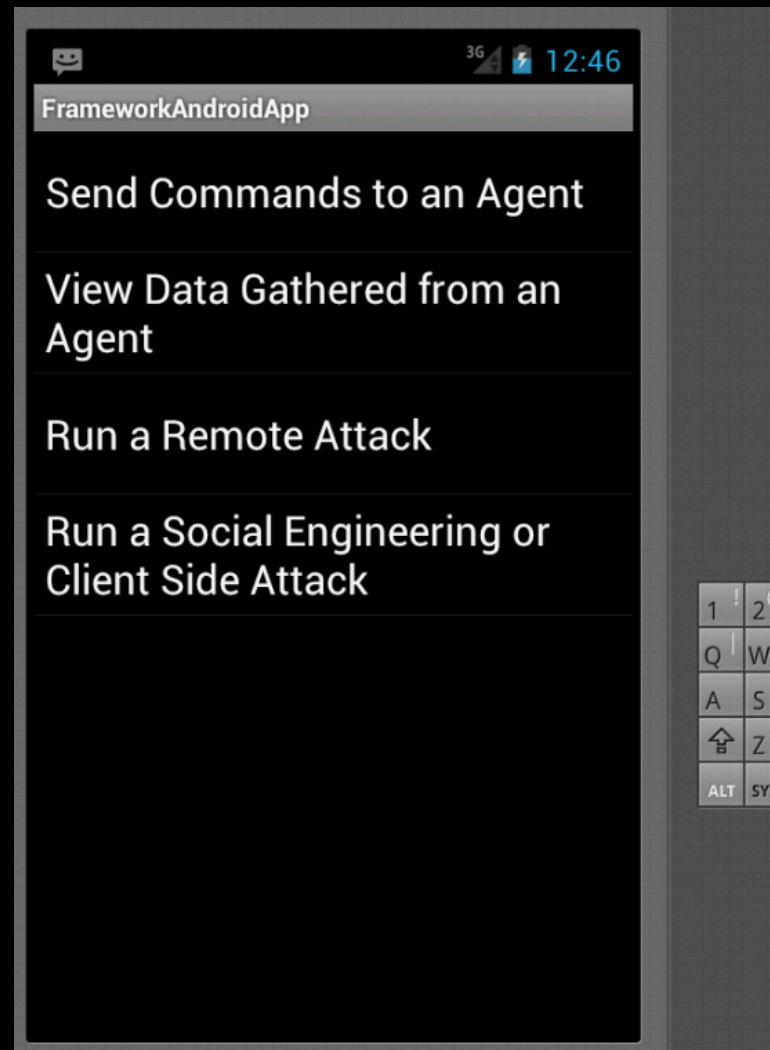 3G 12:46
FrameworkAndroidApp
Send Commands to an Agent
View Data Gathered from an
Agent
Run a Remote Attack
Run a Social Engineering or
Client Side Attack
1 ! 2
Q | W
A S
Z
ALT SY